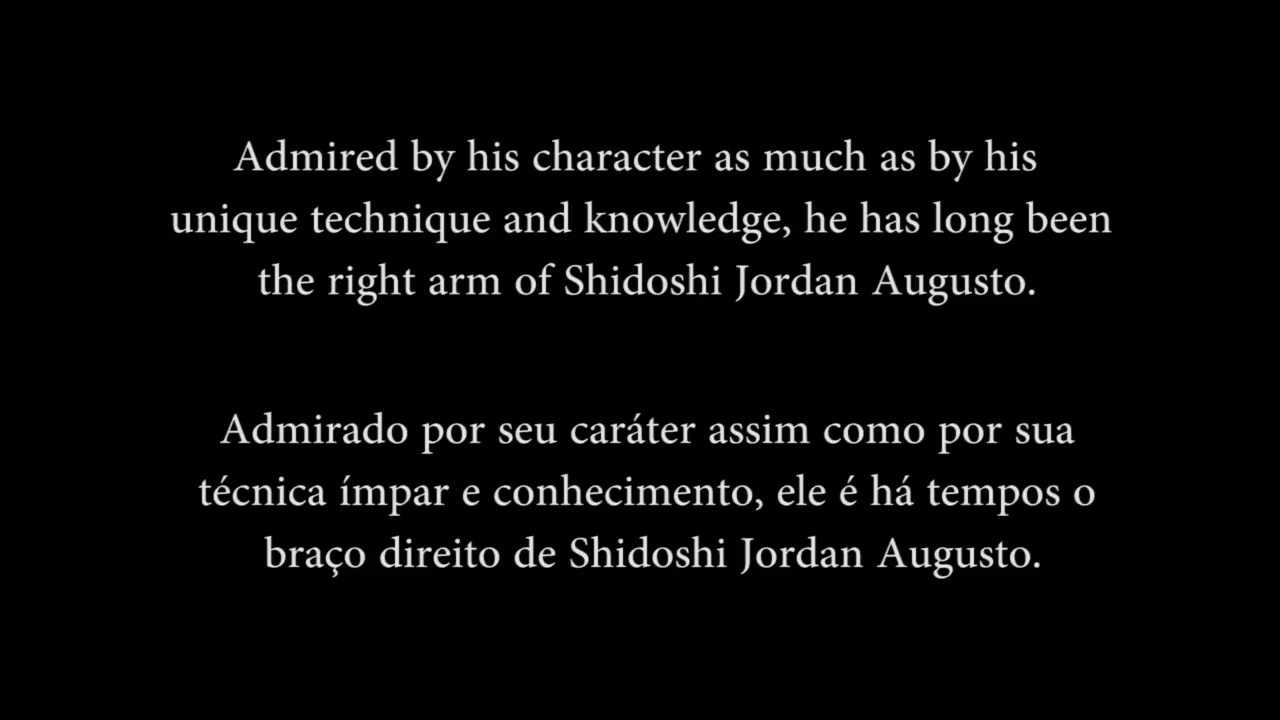 Admired by his character as much as by his
unique technique and knowledge, he has long been
the right arm of Shidoshi Jordan Augusto.
Admirado por seu caráter assim como por sua
técnica ímpar e conhecimento, ele é há tempos o
braço direito de Shidoshi Jordan Augusto.